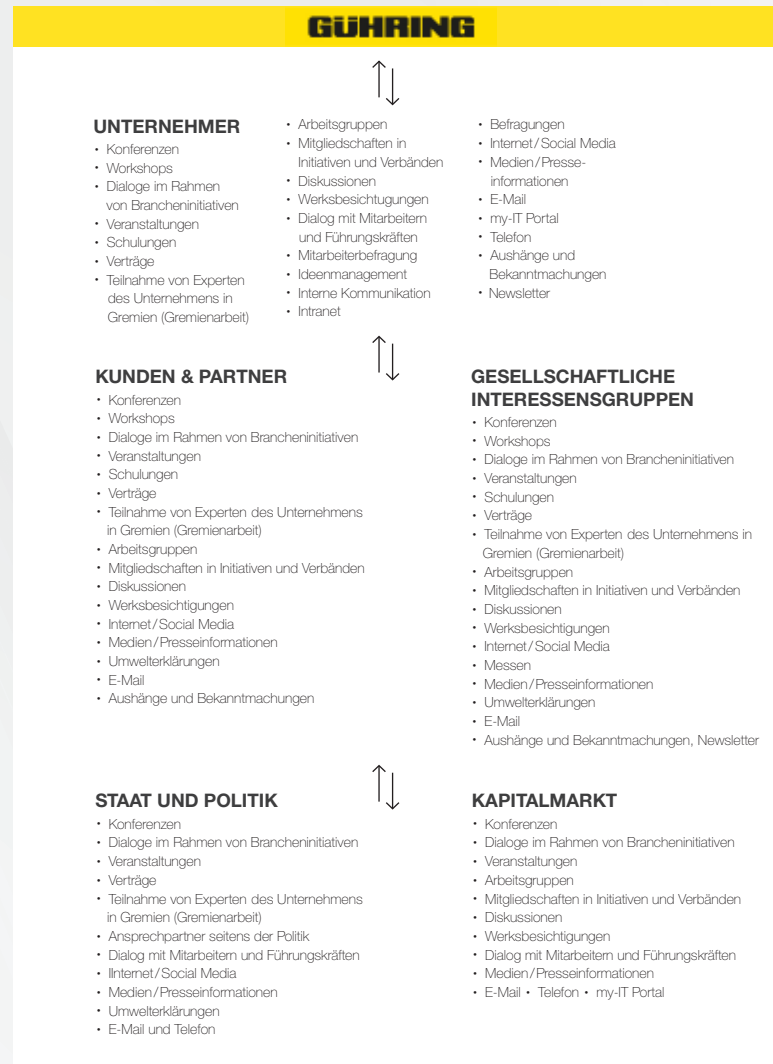 GÜHRING
UNTERNEHMER
• Konferenzen
• Workshops
• Dialoge im Rahmen
von Brancheninitiativen
• Veranstaltungen
• Schulungen
• Verträge
• Teilnahme von Experten
des Unternehmens in
Gremien (Gremienarbeit)
• Arbeitsgruppen
• Mitgliedschaften in
Initiativen und Verbänden
• Diskussionen
• Werksbesichtugungen
• Dialog mit Mitarbeitern
und Führungskräften
• Mitarbeiterbefragung
• Ideenmanagement
• Interne Kommunikation
• Intranet
• Befragungen
• Internet/Social Media
• Medien/Presse-
informationen
• E-Mail
• my-IT Portal
• Telefon
• Aushänge und
Bekanntmachungen
• Newsletter
KUNDEN & PARTNER
• Konferenzen
• Workshops
• Dialoge im Rahmen von Brancheninitiativen
• Veranstaltungen
• Schulungen
• Verträge
• Teilnahme von Experten des Unternehmens
in Gremien (Gremienarbeit)
• Arbeitsgruppen
• Mitgliedschaften in Initiativen und Verbänden
• Diskussionen
• Werksbesichtigungen
• Internet/Social Media
• Medien/Presseinformationen
• Umwelterklärungen
• E-Mail
• Aushänge und Bekanntmachungen
GESELLSCHAFTLICHE
INTERESSENSGRUPPEN
• Konferenzen
• Workshops
• Dialoge im Rahmen von Brancheninitiativen
• Veranstaltungen
• Schulungen
• Verträge
• Teilnahme von Experten des Unternehmens in
Gremien (Gremienarbeit)
• Arbeitsgruppen
• Mitgliedschaften in Initiativen und Verbänden
• Diskussionen
• Werksbesichtigungen
• Internet/Social Media
• Messen
• Medien/Presseinformationen
• Umwelterklärungen
• E-Mail
• Aushänge und Bekanntmachungen, Newsletter
STAAT UND POLITIK
• Konferenzen
• Dialoge im Rahmen von Brancheninitiativen
• Veranstaltungen
• Verträge
• Teilnahme von Experten des Unternehmens
in Gremien (Gremienarbeit)
• Ansprechpartner seitens der Politik
• Dialog mit Mitarbeitern und Führungskräften
• IInternet/Social Media
• Medien/Presseinformationen
• Umwelterklärungen
• E-Mail und Telefon
KAPITALMARKT
• Konferenzen
• Dialoge im Rahmen von Brancheninitiativen
• Veranstaltungen
• Arbeitsgruppen
• Mitgliedschaften in Initiativen und Verbänden
• Diskussionen
• Werksbesichtigungen
• Dialog mit Mitarbeitern und Führungskräften
• Medien/Presseinformationen
• E-Mail • Telefon • my-IT Portal